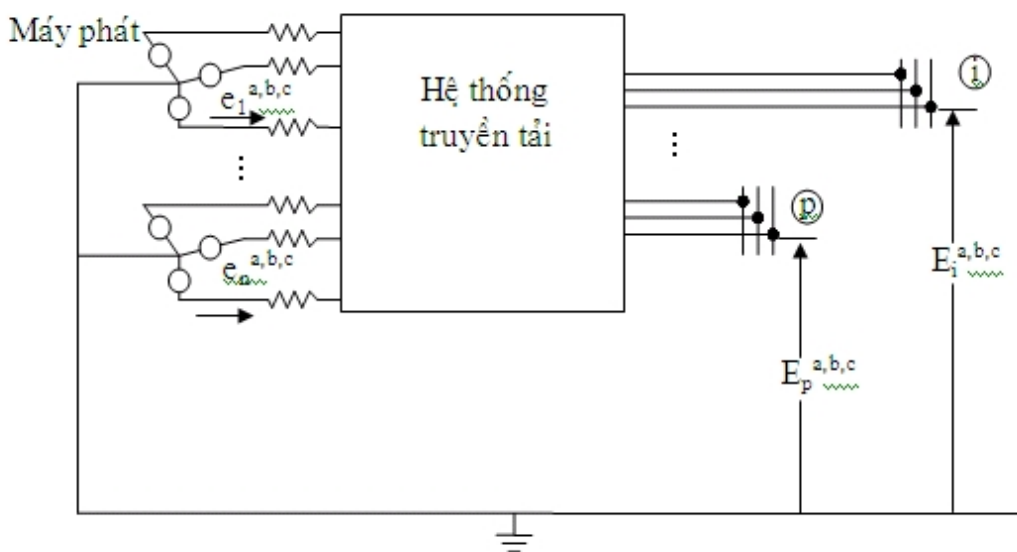 Máy phát
e₁ᵃ,ᵇ,ᶜ
⋮
eₙᵃ,ᵇ,ᶜ
Hệ thống
truyền tải
⋮
i
p
Eᵢᵃ,ᵇ,ᶜ
Eₚᵃ,ᵇ,ᶜ